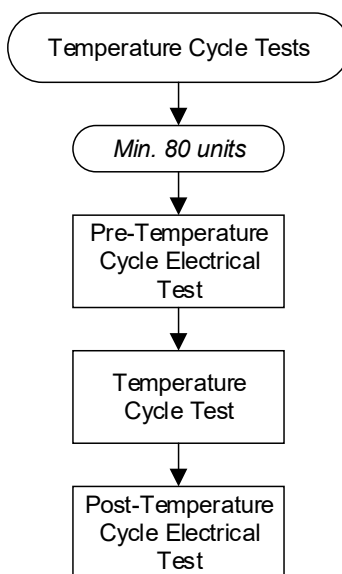 Temperature Cycle Tests
Min. 80 units
Pre-Temperature
Cycle Electrical
Test
Temperature
Cycle Test
Post-Temperature
Cycle Electrical
Test